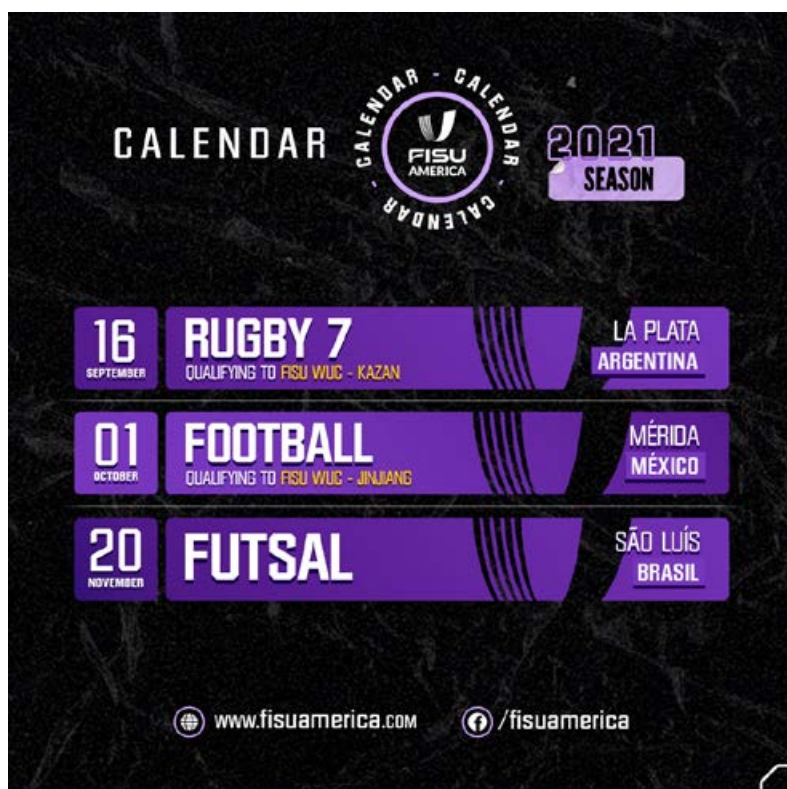 CALENDAR
CALENDAR - CALENDAR - CALENDAR -
FISU
AMERICA
2021
SEASON
16
SEPTEMBER
RUGBY 7
QUALIFYING TO FISU WUC - KAZAN
LA PLATA
ARGENTINA
01
OCTOBER
FOOTBALL
QUALIFYING TO FISU WUC - JINJIANG
MÉRIDA
MÉXICO
20
NOVEMBER
FUTSAL
SÃO LUÍS
BRASIL
www.fisuamerica.com
/fisuamerica